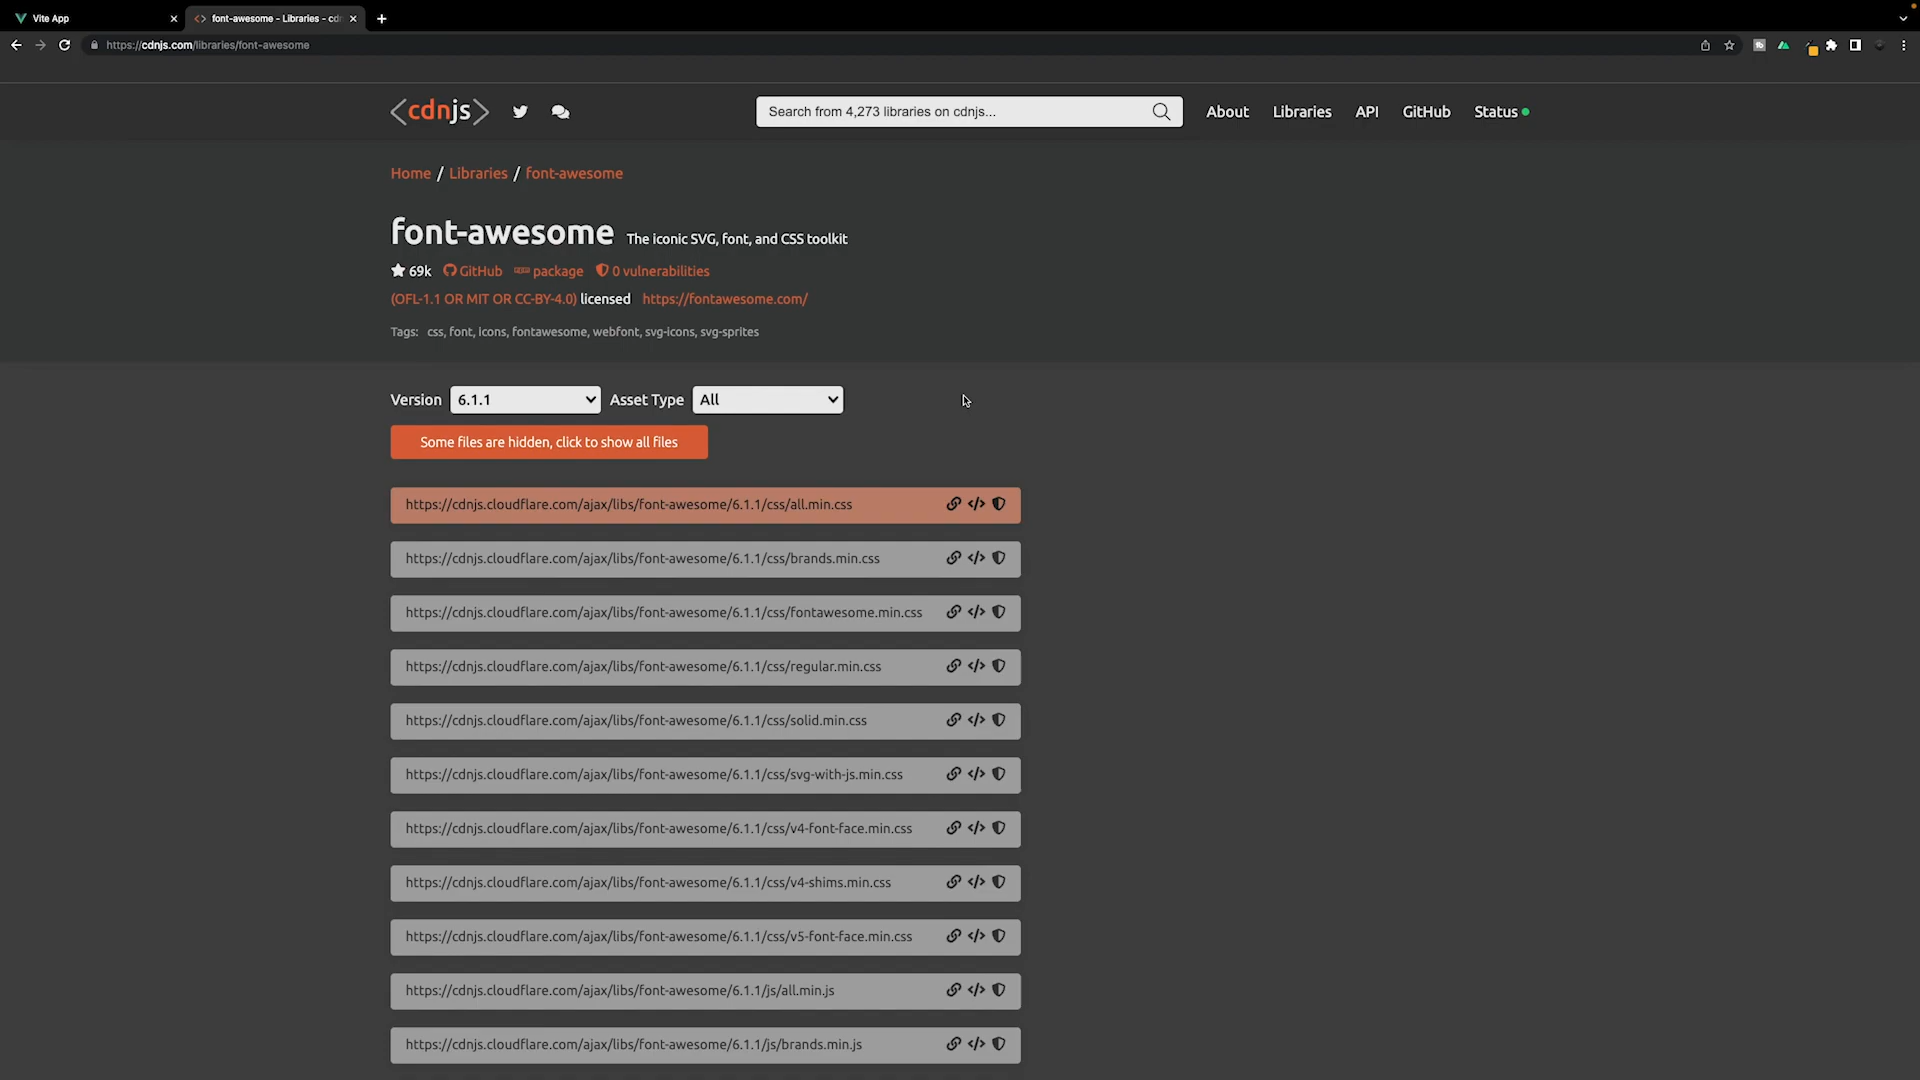 Vite App
font-awesome - Libraries - cdn
https://cdnjs.com/libraries/font-awesome
<cdnjs>
Search from 4,273 libraries on cdnjs...
About
Libraries
API
GitHub
Status
Home / Libraries / font-awesome
font-awesome The iconic SVG, font, and CSS toolkit
69k GitHub package 0 vulnerabilities
(OFL-1.1 OR MIT OR CC-BY-4.0) licensed https://fontawesome.com/
Tags: css, font, icons, fontawesome, webfont, svg-icons, svg-sprites
Version 6.1.1 Asset Type All
Some files are hidden, click to show all files
https://cdnjs.cloudflare.com/ajax/libs/font-awesome/6.1.1/css/all.min.css
https://cdnjs.cloudflare.com/ajax/libs/font-awesome/6.1.1/css/brands.min.css
https://cdnjs.cloudflare.com/ajax/libs/font-awesome/6.1.1/css/fontawesome.min.css
https://cdnjs.cloudflare.com/ajax/libs/font-awesome/6.1.1/css/regular.min.css
https://cdnjs.cloudflare.com/ajax/libs/font-awesome/6.1.1/css/solid.min.css
https://cdnjs.cloudflare.com/ajax/libs/font-awesome/6.1.1/css/svg-with-js.min.css
https://cdnjs.cloudflare.com/ajax/libs/font-awesome/6.1.1/css/v4-font-face.min.css
https://cdnjs.cloudflare.com/ajax/libs/font-awesome/6.1.1/css/v4-shims.min.css
https://cdnjs.cloudflare.com/ajax/libs/font-awesome/6.1.1/css/v5-font-face.min.css
https://cdnjs.cloudflare.com/ajax/libs/font-awesome/6.1.1/js/all.min.js
https://cdnjs.cloudflare.com/ajax/libs/font-awesome/6.1.1/js/brands.min.js